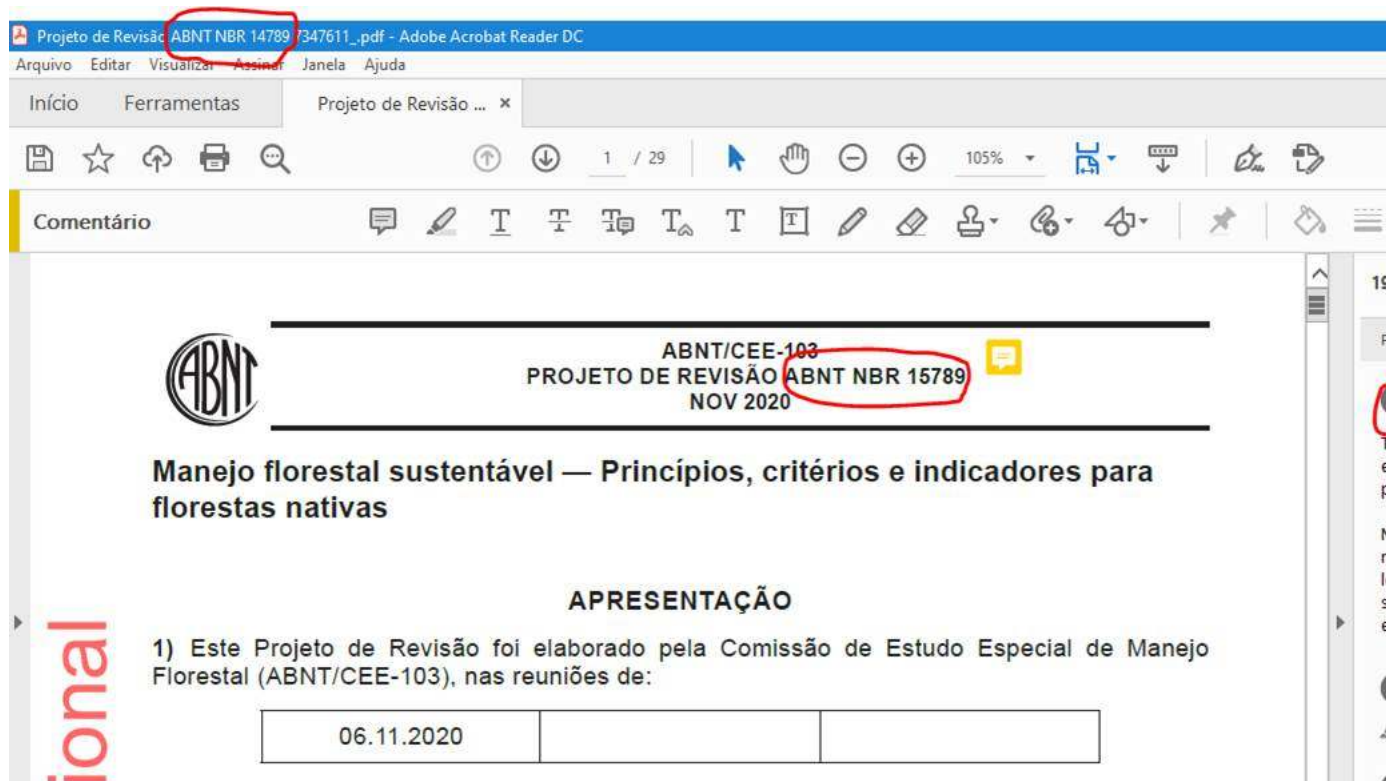 Projeto de Revisão ABNT NBR 14789 7347611_.pdf - Adobe Acrobat Reader DC
Arquivo Editar Visualizar Assinar Janela Ajuda
Início Ferramentas Projeto de Revisão ... ×
1 / 29 105%
Comentário
19
ABNT
ABNT/CEE-103
PROJETO DE REVISÃO ABNT NBR 15789
NOV 2020
Manejo florestal sustentável — Princípios, critérios e indicadores para
florestas nativas
APRESENTAÇÃO
1) Este Projeto de Revisão foi elaborado pela Comissão de Estudo Especial de Manejo
Florestal (ABNT/CEE-103), nas reuniões de:
06.11.2020
ional